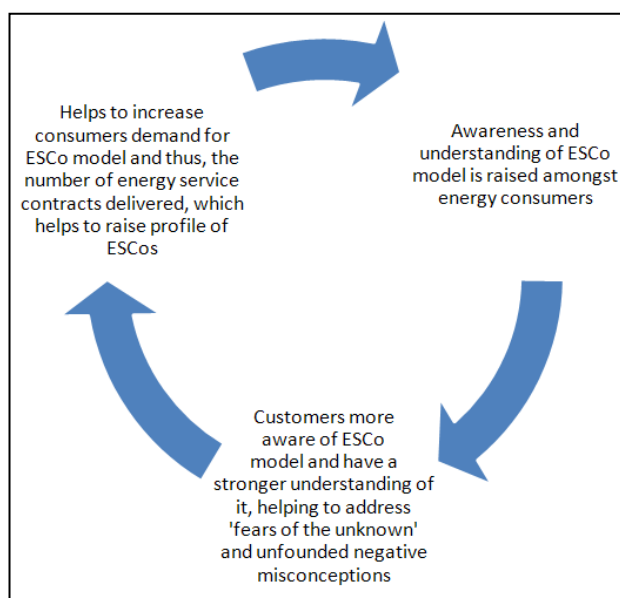 Helps to increase
consumers demand for
ESCo model and thus, the
number of energy service
contracts delivered, which
helps to raise profile of
ESCos
Awareness and
understanding of ESCo
model is raised amongst
energy consumers
Customers more
aware of ESCo
model and have a
stronger understanding of
it, helping to address
'fears of the unknown'
and unfounded negative
misconceptions